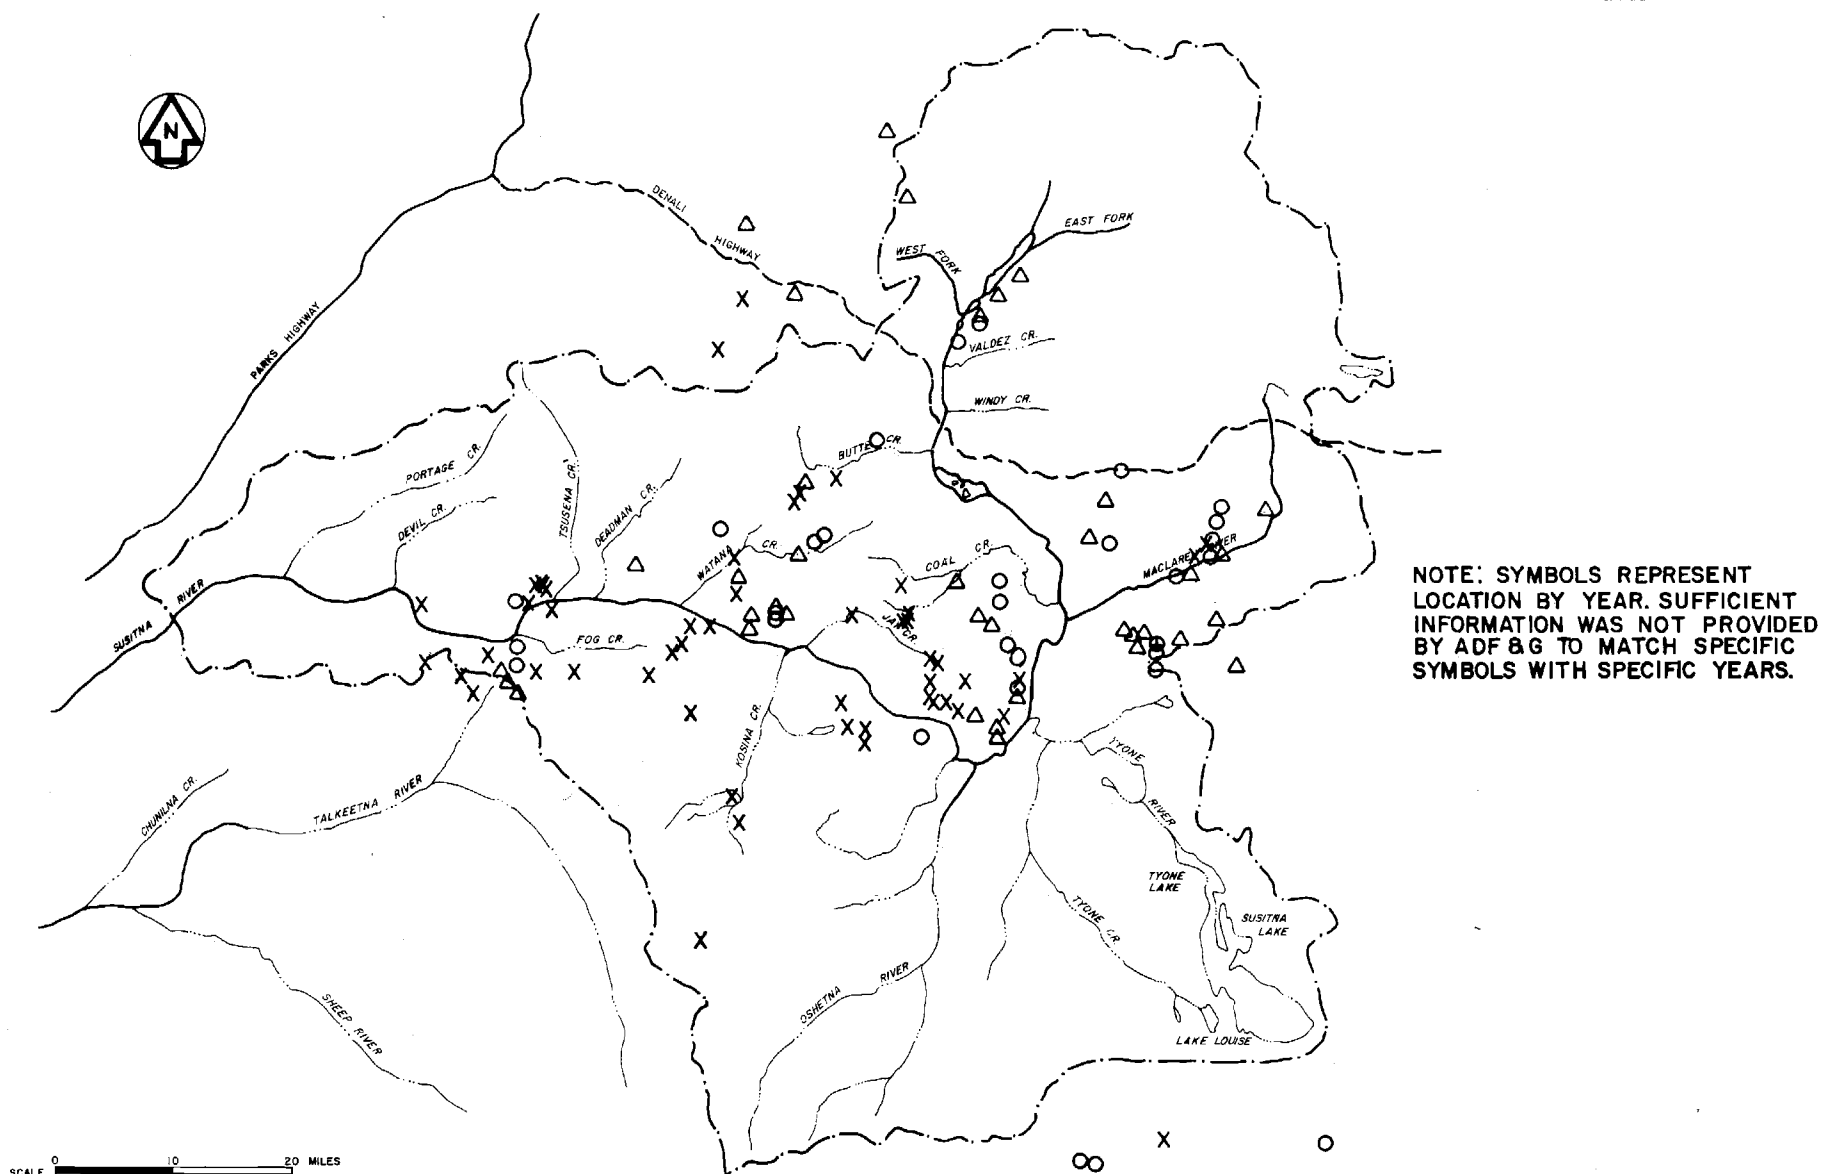 N
DENALI
HIGHWAY
EAST FORK
WEST FORK
VALDEZ CR.
WINDY CR.
PARKS HIGHWAY
BUTTE CR.
PORTAGE CR.
DEVIL CR.
TSUSENA CR.
DEADMAN CR.
WATANA CR.
COAL CR.
MACLAREN RIVER
SUSITNA RIVER
FOG CR.
JAY CR.
KOSINA CR.
CHUNILNA CR.
TALKEETNA RIVER
TYONE RIVER
TYONE
LAKE
SUSITNA
LAKE
TYONE CR.
OSHETNA RIVER
SHEEP RIVER
LAKE LOUISE
NOTE: SYMBOLS REPRESENT
LOCATION BY YEAR. SUFFICIENT
INFORMATION WAS NOT PROVIDED
BY ADF&G TO MATCH SPECIFIC
SYMBOLS WITH SPECIFIC YEARS.
SCALE 0 10 20 MILES